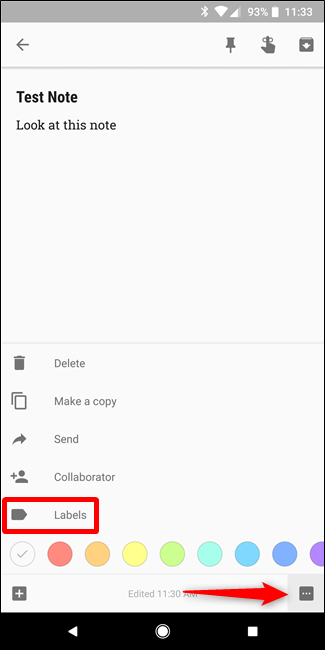 93% 11:33
Test Note
Look at this note
Delete
Make a copy
Send
Collaborator
Labels
Edited 11:30 AM